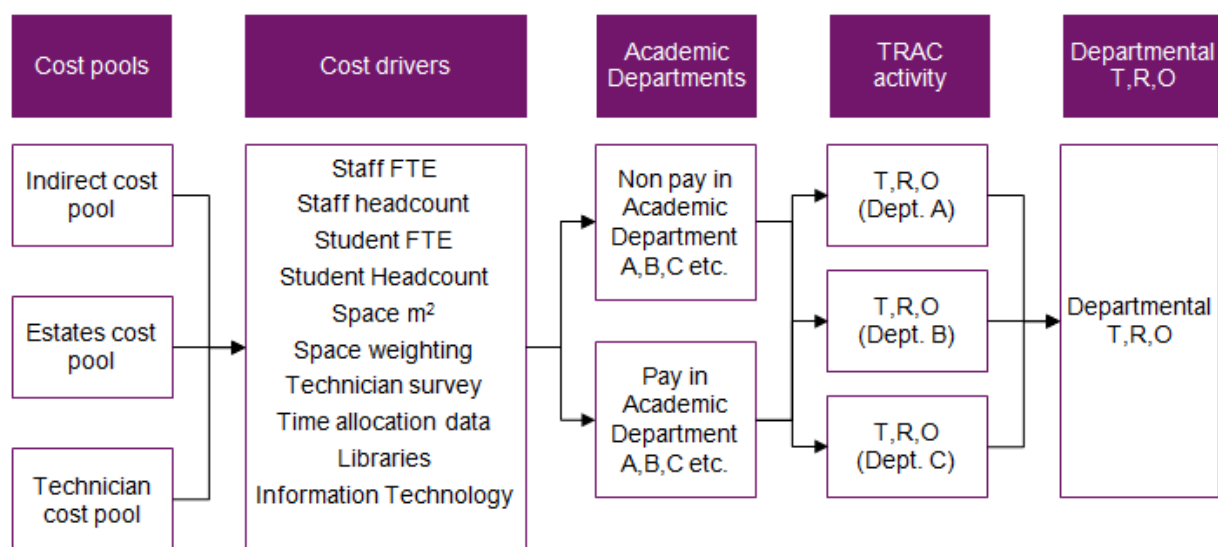 Cost pools
Cost drivers
Academic
Departments
TRAC
activity
Departmental
T,R,O
Indirect cost
pool
Estates cost
pool
Technician
cost pool
Staff FTE
Staff headcount
Student FTE
Student Headcount
Space m²
Space weighting
Technician survey
Time allocation data
Libraries
Information Technology
Non pay in
Academic
Department
A,B,C etc.
Pay in
Academic
Department
A,B,C etc.
T,R,O
(Dept. A)
T,R,O
(Dept. B)
T,R,O
(Dept. C)
Departmental
T,R,O